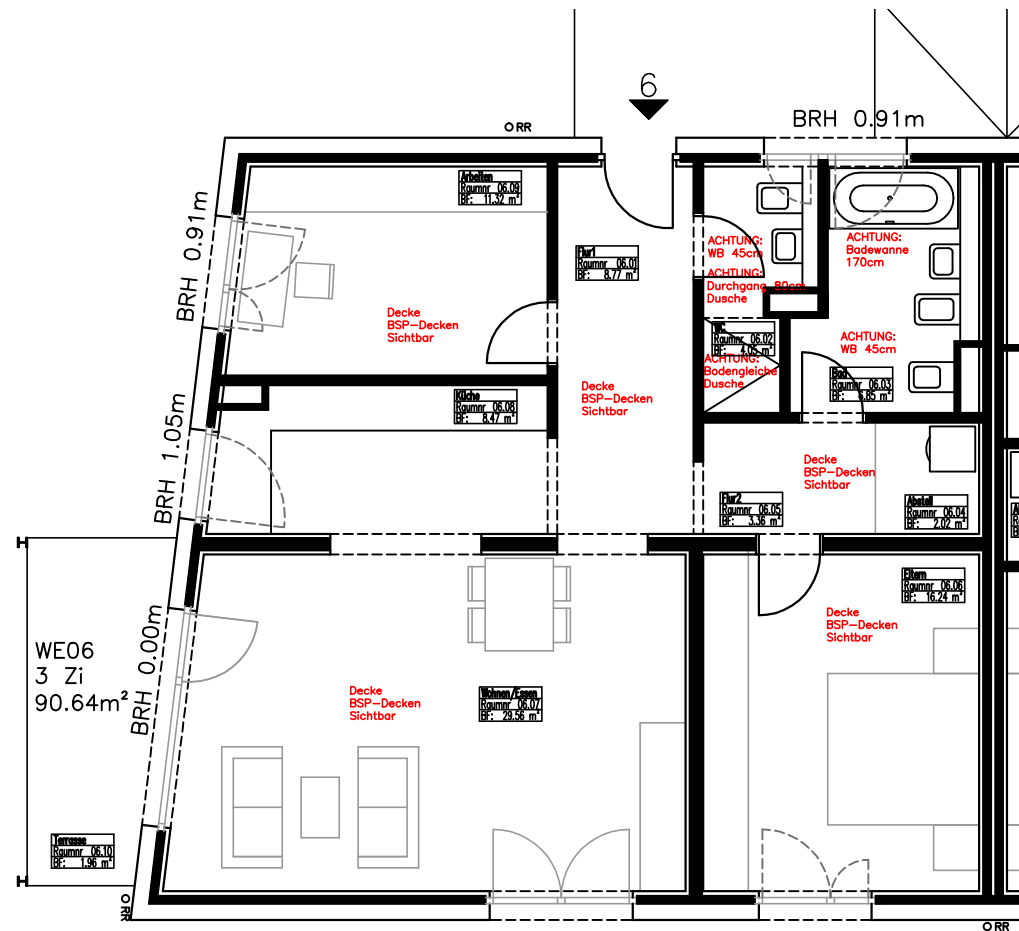 6
BRH 0.91m
ORR
Arbeiten
Raumnr 06.09
BF: 11.32 m²
BRH 0.91m
ACHTUNG:
WB 45cm
ACHTUNG:
Badewanne
170cm
Flur1
Raumnr 06.01
BF: 8.77 m²
ACHTUNG:
Durchgang 80cm
Dusche
Decke
BSP-Decken
Sichtbar
WC
Raumnr 06.02
BF: 4.05 m²
ACHTUNG:
WB 45cm
ACHTUNG:
Bodengleiche
Dusche
Bad
Raumnr 06.03
BF: 6.85 m²
Decke
BSP-Decken
Sichtbar
Küche
Raumnr 06.08
BF: 8.47 m²
BRH 1.05m
Decke
BSP-Decken
Sichtbar
Flur2
Raumnr 06.05
BF: 3.36 m²
Abstell
Raumnr 06.04
BF: 2.02 m²
Eltern
Raumnr 06.06
BF: 16.24 m²
Decke
BSP-Decken
Sichtbar
WE06
3 Zi
90.64m²
BRH 0.00m
Decke
BSP-Decken
Sichtbar
Wohnen/Essen
Raumnr 06.07
BF: 29.56 m²
Terrasse
Raumnr 06.10
BF: 1.96 m²
ORR
ORR